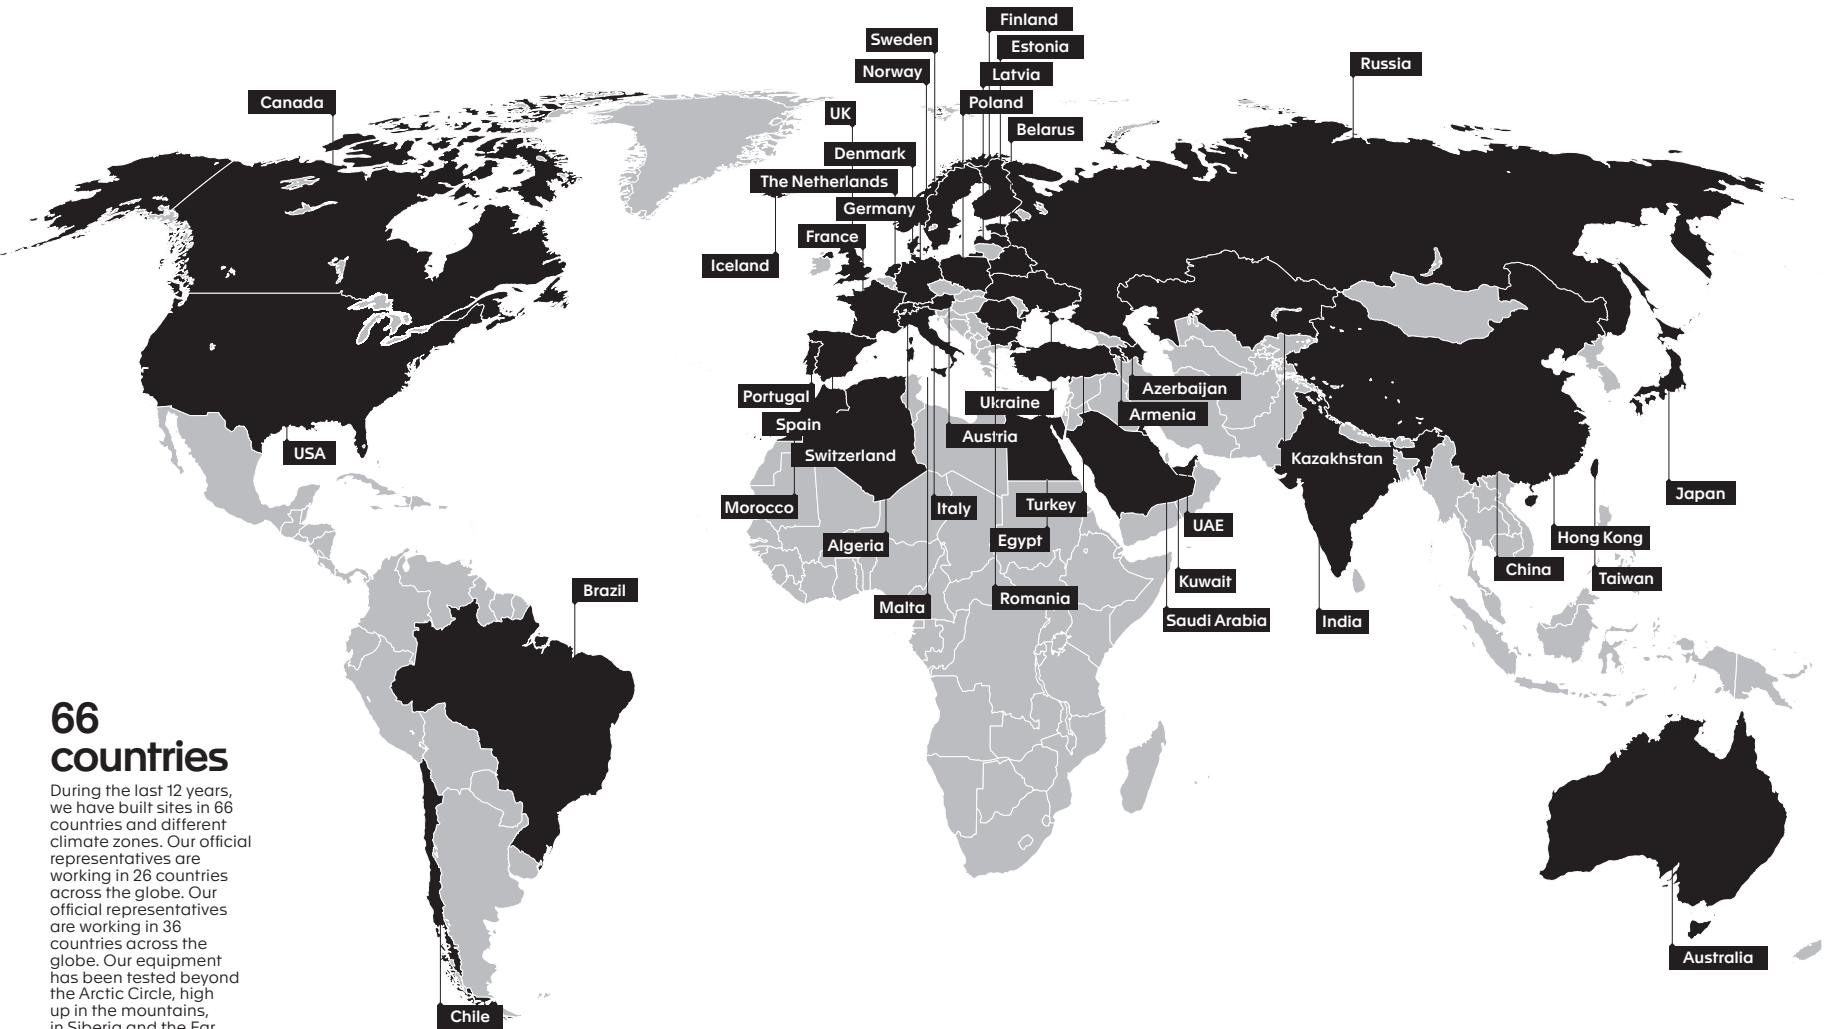 Finland
Sweden
Estonia
Norway
Latvia
Russia
Canada
Poland
UK
Belarus
Denmark
The Netherlands
Germany
France
Iceland
Portugal
Ukraine
Azerbaijan
Armenia
Spain
Austria
USA
Switzerland
Kazakhstan
Morocco
Italy
Turkey
Japan
UAE
Algeria
Egypt
Hong Kong
China
Taiwan
Kuwait
Brazil
Malta
Romania
Saudi Arabia
India
66
countries
During the last 12 years,
we have built sites in 66
countries and different
climate zones. Our official
representatives are
working in 26 countries
across the globe. Our
official representatives
are working in 36
countries across the
globe. Our equipment
has been tested beyond
the Arctic Circle, high
up in the mountains,
in Siberia and the Far
Australia
Chile